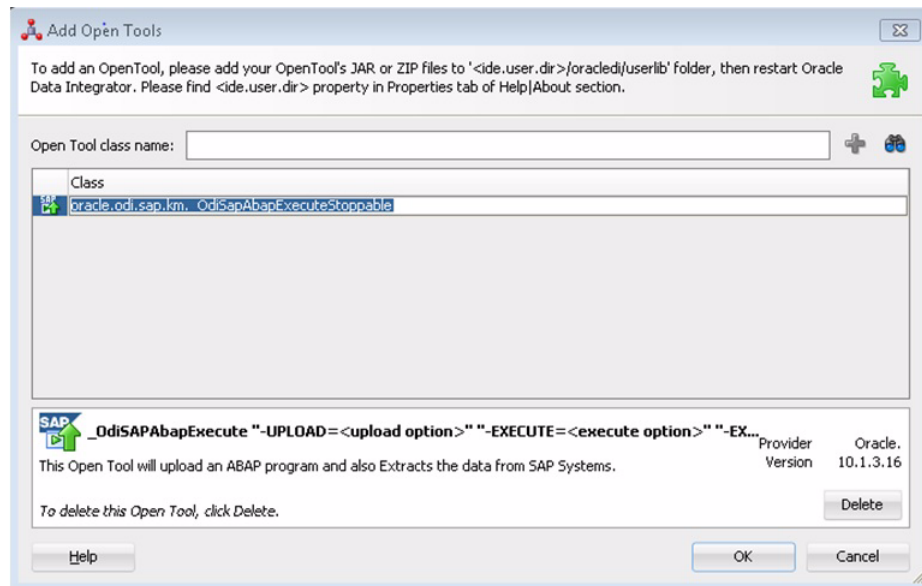 Add Open Tools
To add an OpenTool, please add your OpenTool's JAR or ZIP files to '<ide.user.dir>/oracledi/userlib' folder, then restart Oracle
Data Integrator. Please find <ide.user.dir> property in Properties tab of Help|About section.
Open Tool class name:
Class
SAP oracle.odi.sap.km._OdiSapAbapExecuteStoppable
SAP _OdiSAPAbapExecute "-UPLOAD=<upload option>" "-EXECUTE=<execute option>" "-EX...
Provider Oracle.
This Open Tool will upload an ABAP program and also Extracts the data from SAP Systems. Version 10.1.3.16
To delete this Open Tool, click Delete. Delete
Help OK Cancel